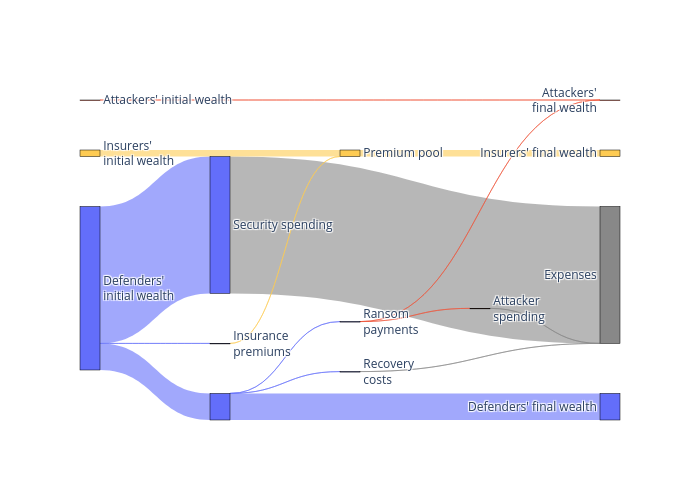 Attackers' initial wealth
Attackers'
final wealth
Insurers'
initial wealth
Premium pool
Insurers' final wealth
Security spending
Defenders'
initial wealth
Expenses
Attacker
spending
Ransom
payments
Insurance
premiums
Recovery
costs
Defenders' final wealth